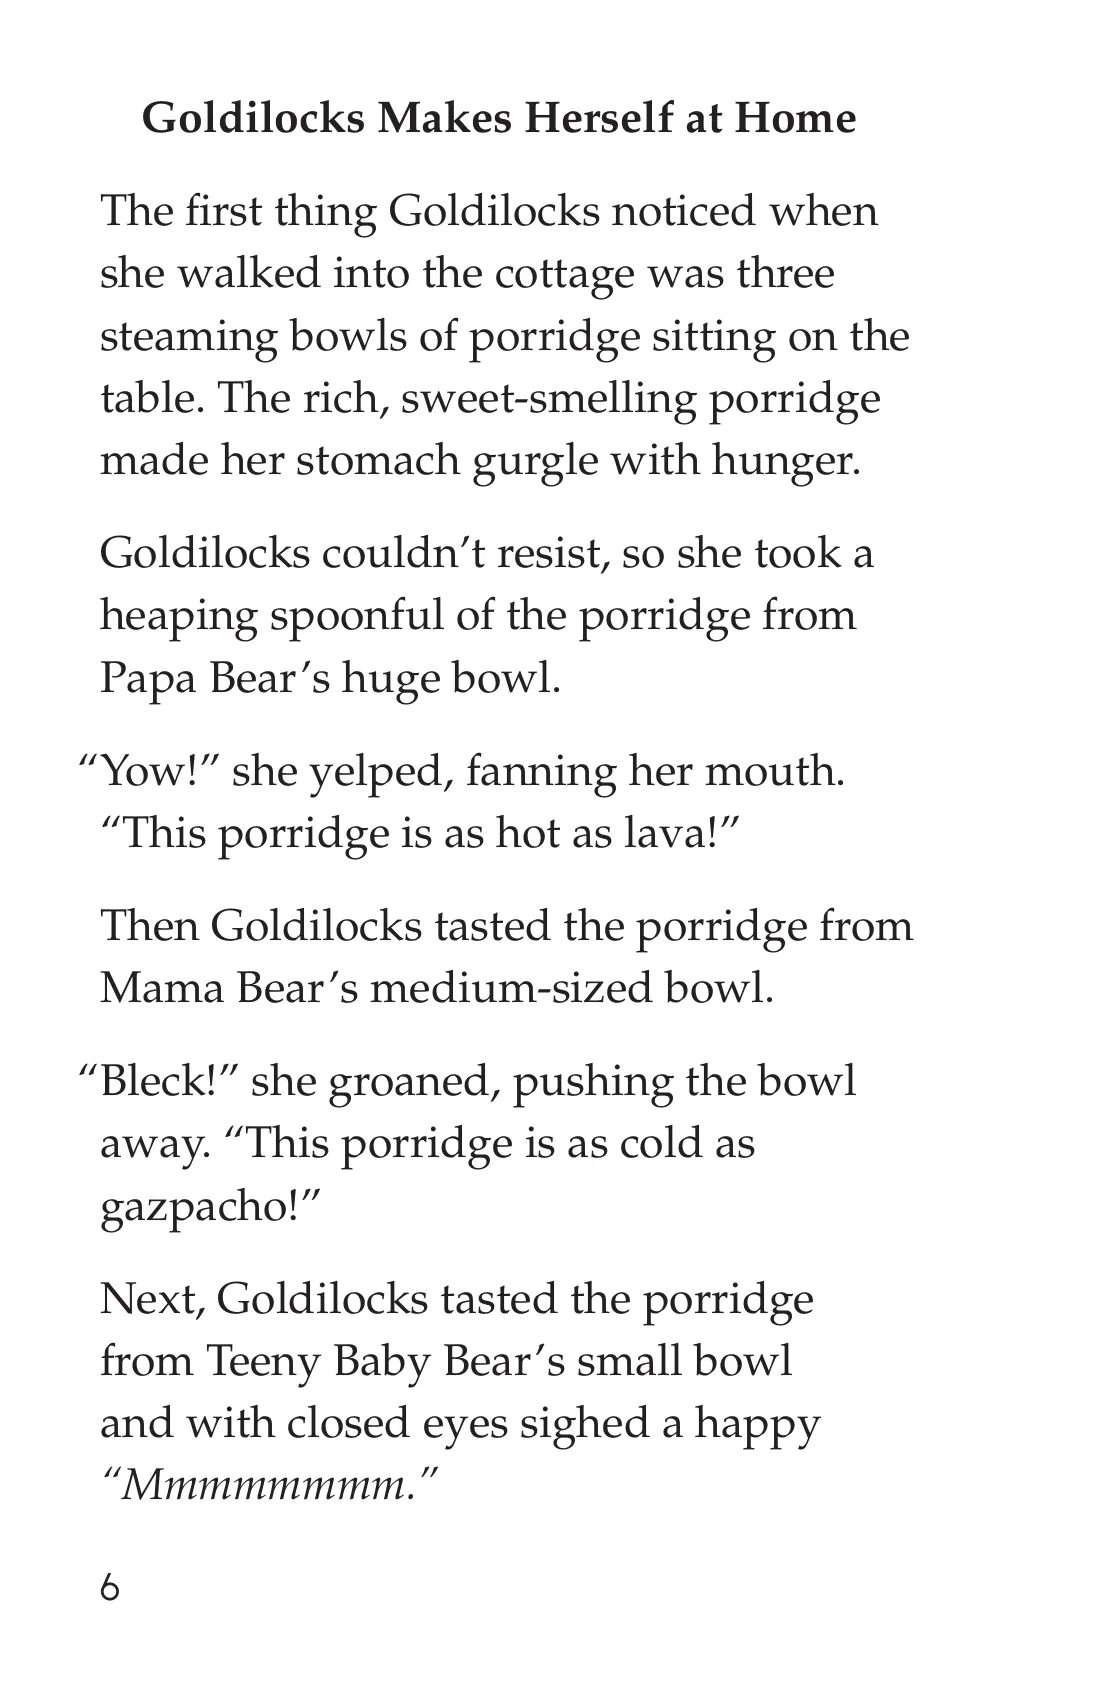 Goldilocks Makes Herself at Home
The first thing Goldilocks noticed when
she walked into the cottage was three
steaming bowls of porridge sitting on the
table. The rich, sweet-smelling porridge
made her stomach gurgle with hunger.
Goldilocks couldn’t resist, so she took a
heaping spoonful of the porridge from
Papa Bear’s huge bowl.
“Yow!” she yelped, fanning her mouth.
“This porridge is as hot as lava!”
Then Goldilocks tasted the porridge from
Mama Bear’s medium-sized bowl.
“Bleck!” she groaned, pushing the bowl
away. “This porridge is as cold as
gazpacho!”
Next, Goldilocks tasted the porridge
from Teeny Baby Bear’s small bowl
and with closed eyes sighed a happy
“Mmmmmmmm.”
6